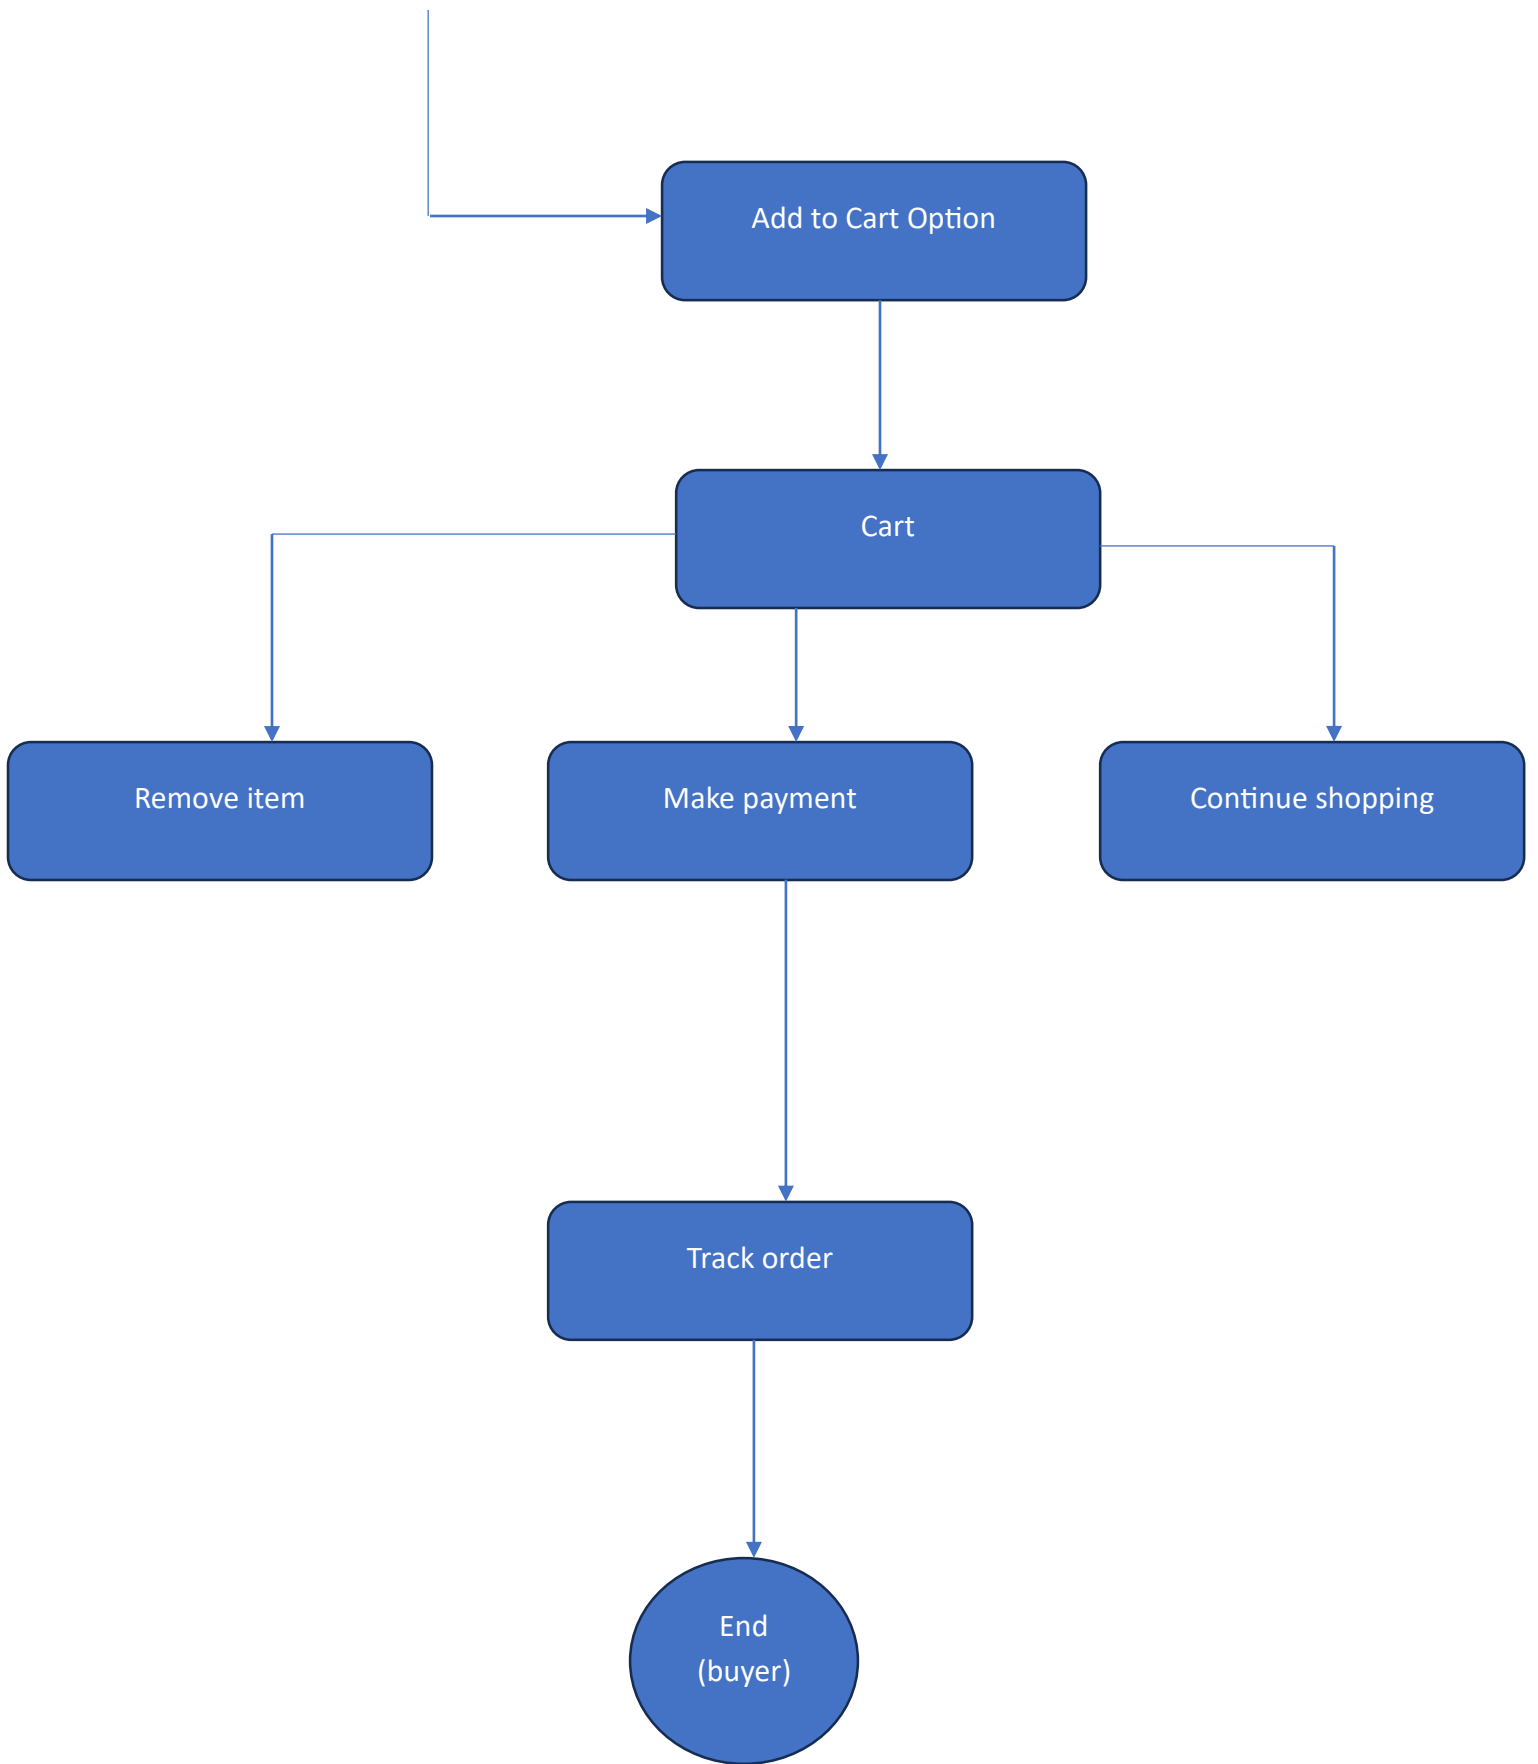 Add to Cart Option
Cart
Remove item
Make payment
Continue shopping
Track order
End
(buyer)